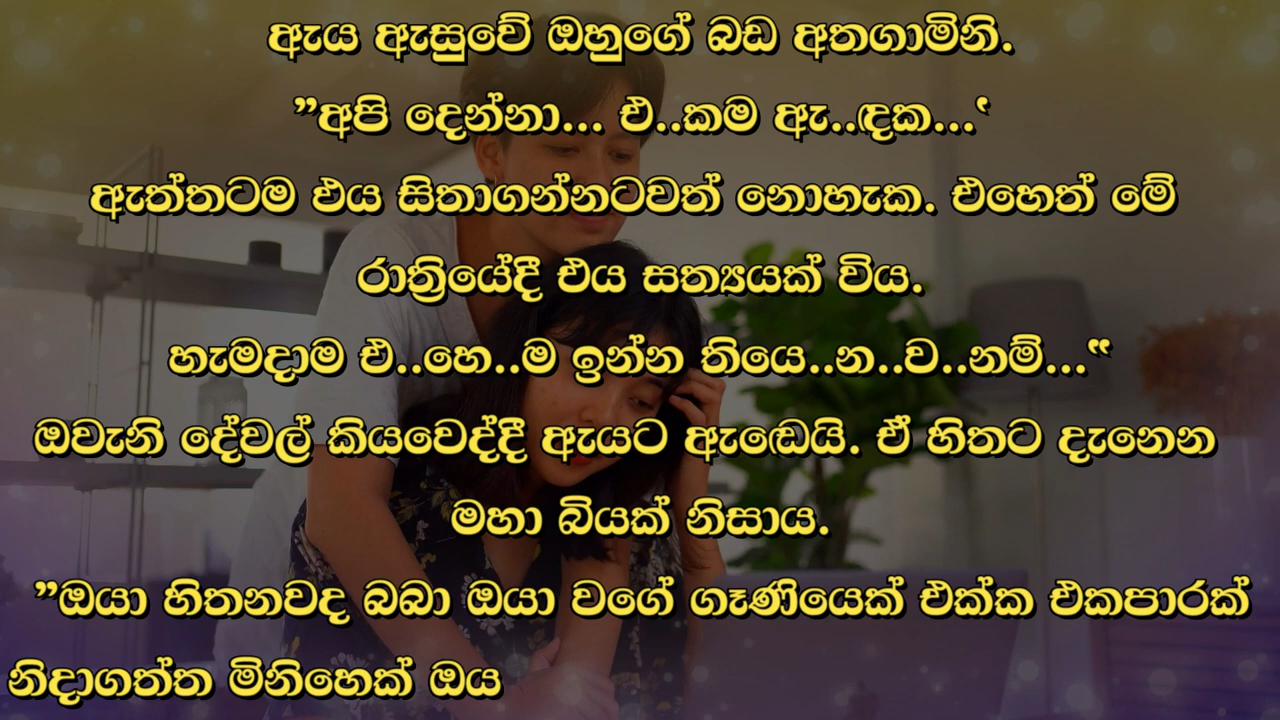 ඇය ඇසුවේ ඔහුගේ බඩ අතගාමිනි.
”අපි දෙන්නා... එ..කම ඇ..ඳක...‛
ඇත්තටම එය සිතාගන්නටවත් නොහැක. එහෙත් මේ
රාත්‍රියේදී එය සත්‍යයක් විය.
හැමදාම එ..හෙ..ම ඉන්න තියෙ..න..ව..නම්...‟
ඔවැනි දේවල් කියවෙද්දී ඇයට ඇඬෙයි. ඒ හිතට දැනෙන
මහා බියක් නිසාය.
”ඔයා හිතනවද බබා ඔයා වගේ ගෑණියෙක් එක්ක එකපාරක්
නිදාගත්ත මිනිහෙක් ඔය